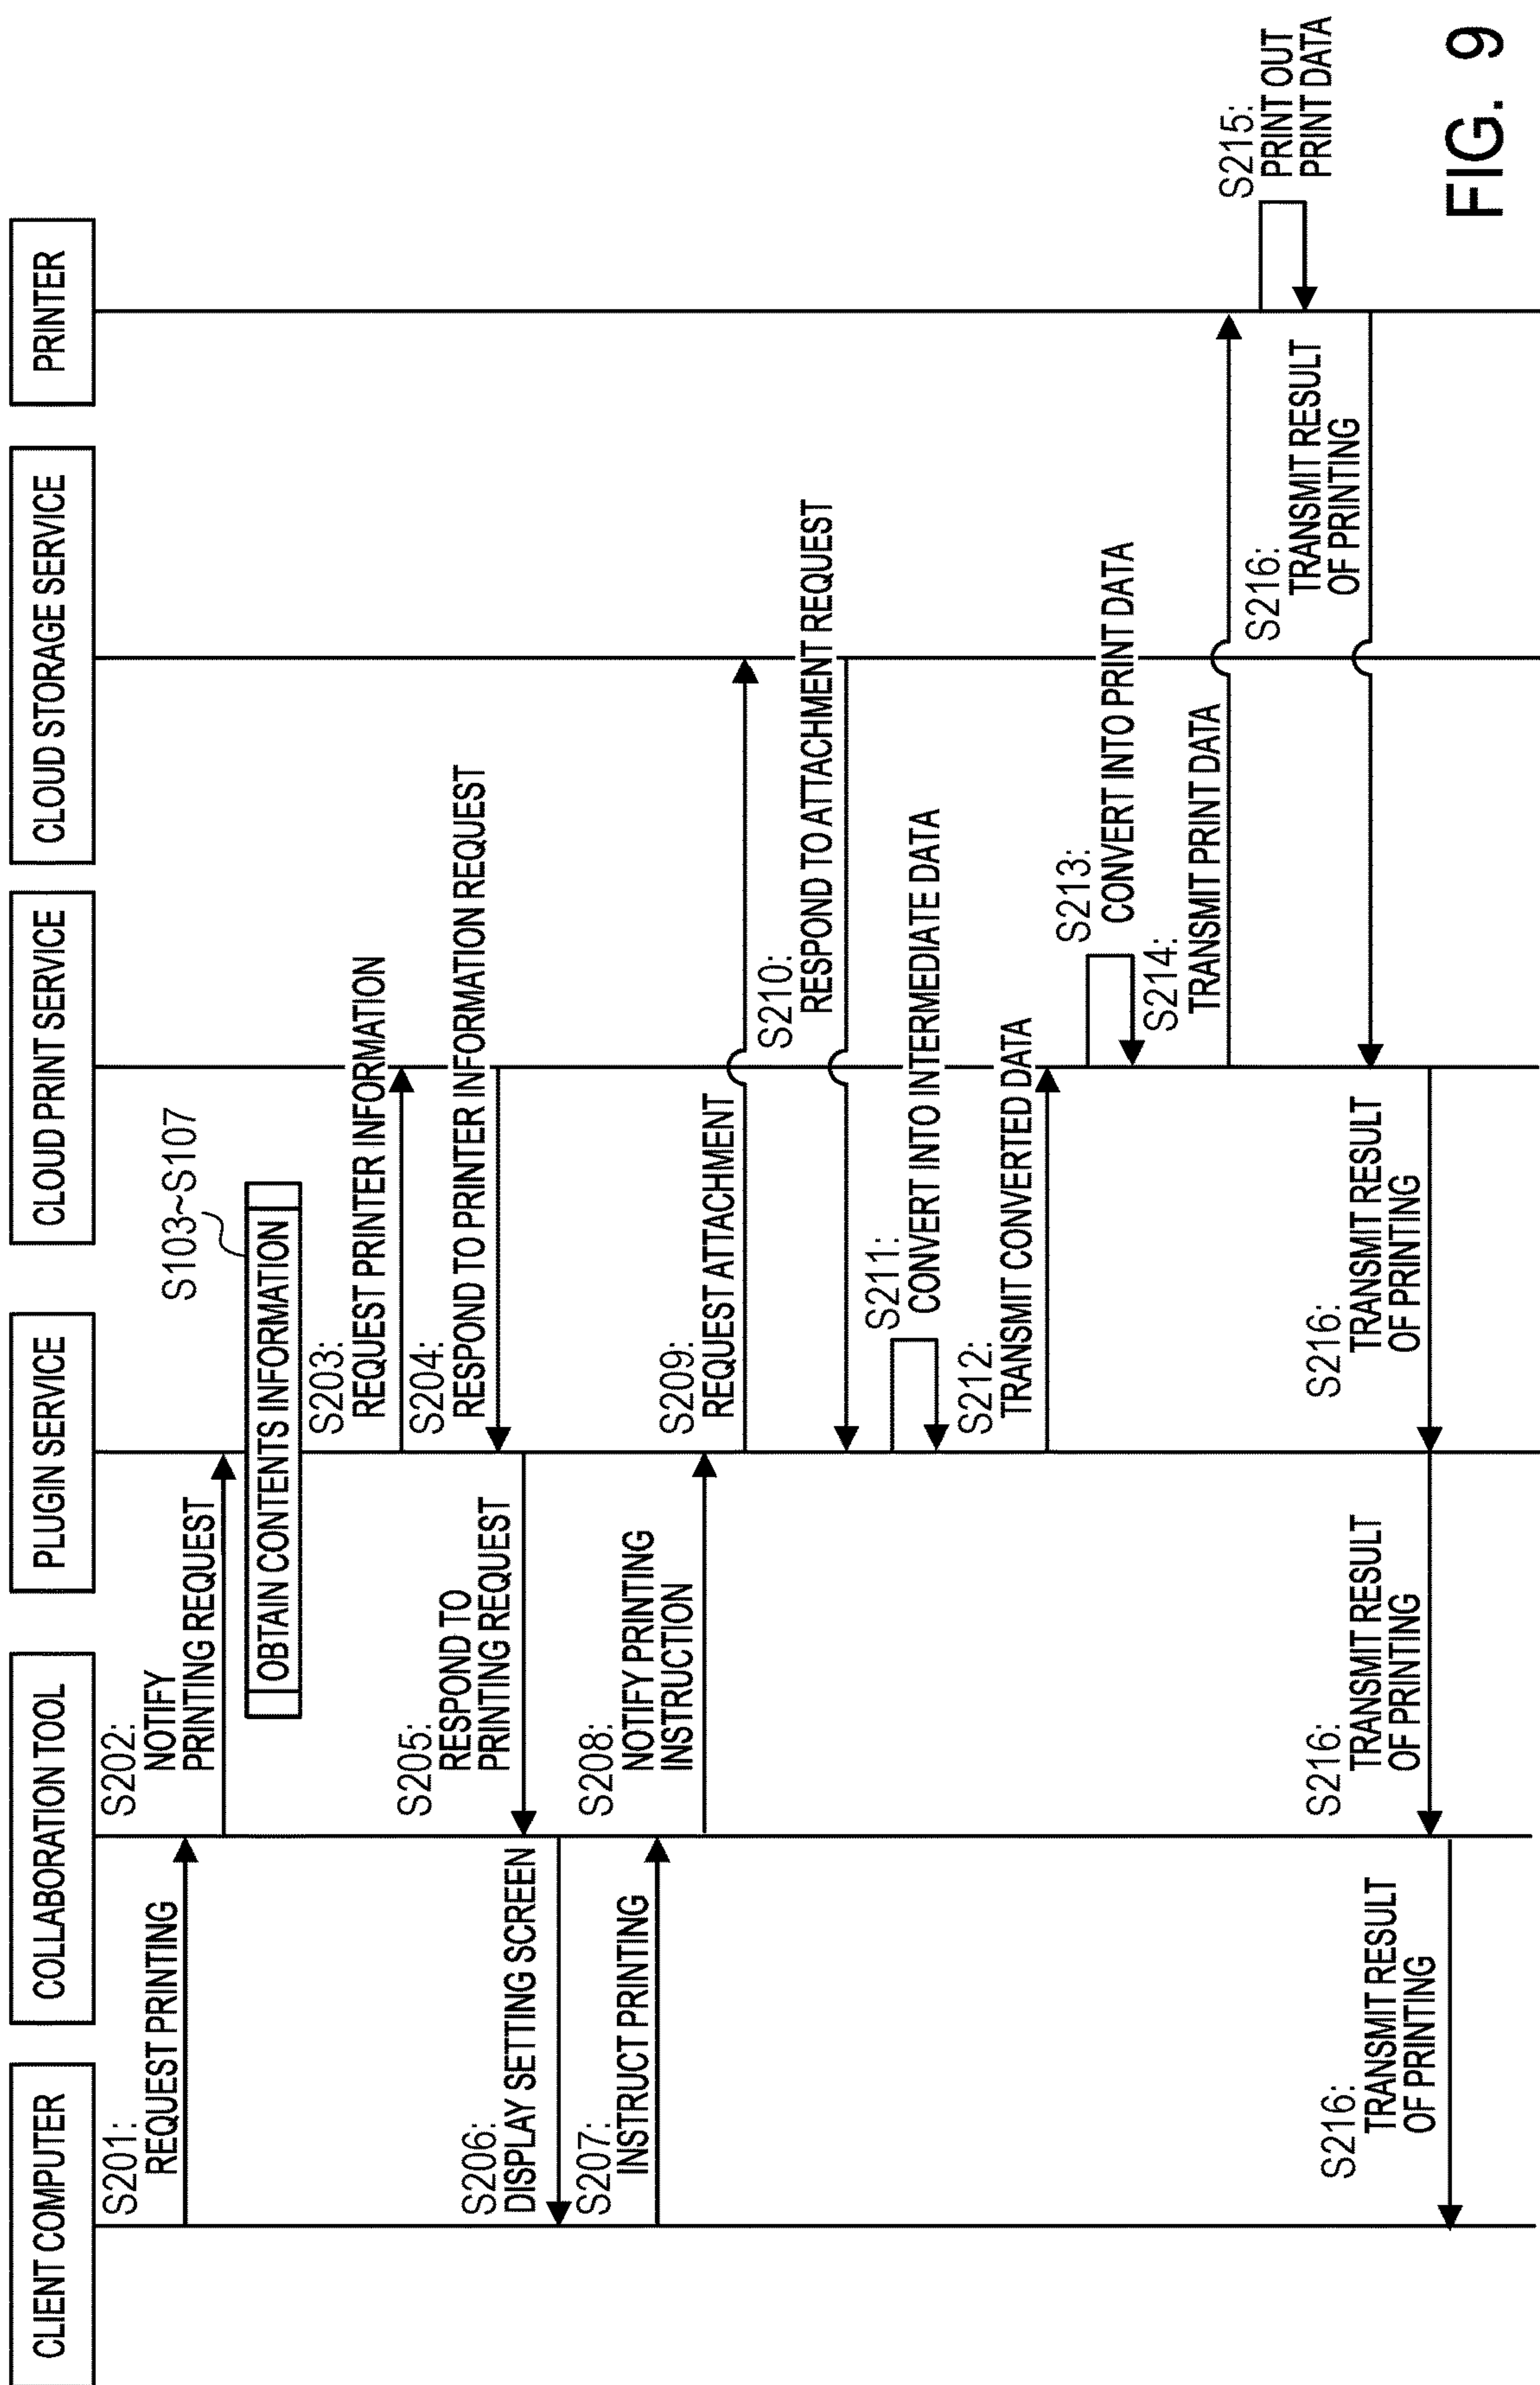 CLIENT COMPUTER
COLLABORATION TOOL
PLUGIN SERVICE
CLOUD PRINT SERVICE
CLOUD STORAGE SERVICE
PRINTER
S201:
REQUEST PRINTING
S202:
NOTIFY
PRINTING REQUEST
S103~S107
OBTAIN CONTENTS INFORMATION
S203:
REQUEST PRINTER INFORMATION
S204:
RESPOND TO PRINTER INFORMATION REQUEST
S205:
RESPOND TO
PRINTING REQUEST
S206:
DISPLAY SETTING SCREEN
S207:
INSTRUCT PRINTING
S208:
NOTIFY PRINTING
INSTRUCTION
S209:
REQUEST ATTACHMENT
S210:
RESPOND TO ATTACHMENT REQUEST
S211:
CONVERT INTO INTERMEDIATE DATA
S212:
TRANSMIT CONVERTED DATA
S213:
CONVERT INTO PRINT DATA
S214:
TRANSMIT PRINT DATA
S215:
PRINT OUT
PRINT DATA
S216:
TRANSMIT RESULT
OF PRINTING
S216:
TRANSMIT RESULT
OF PRINTING
S216:
TRANSMIT RESULT
OF PRINTING
S216:
TRANSMIT RESULT
OF PRINTING
FIG. 9